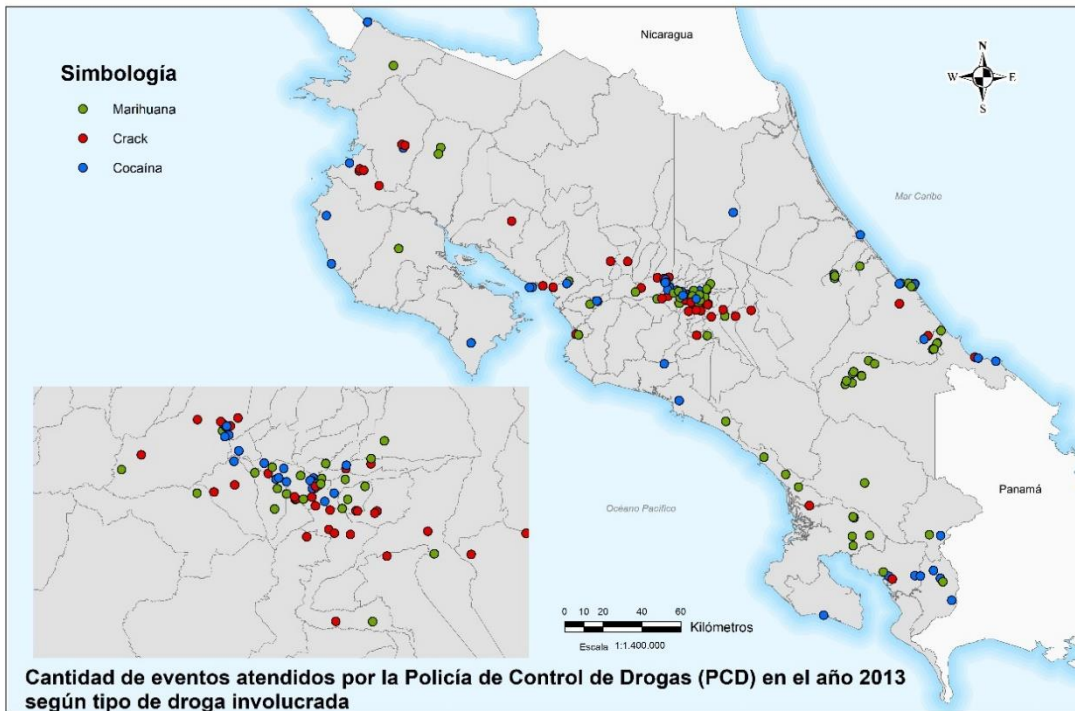 Nicaragua
Simbología
Marihuana
Crack
Cocaína
N
W E
S
Mar Caribe
Océano Pacífico
Panamá
0 10 20 40 60
Kilómetros
Escala 1:1.400.000
Cantidad de eventos atendidos por la Policía de Control de Drogas (PCD) en el año 2013
según tipo de droga involucrada